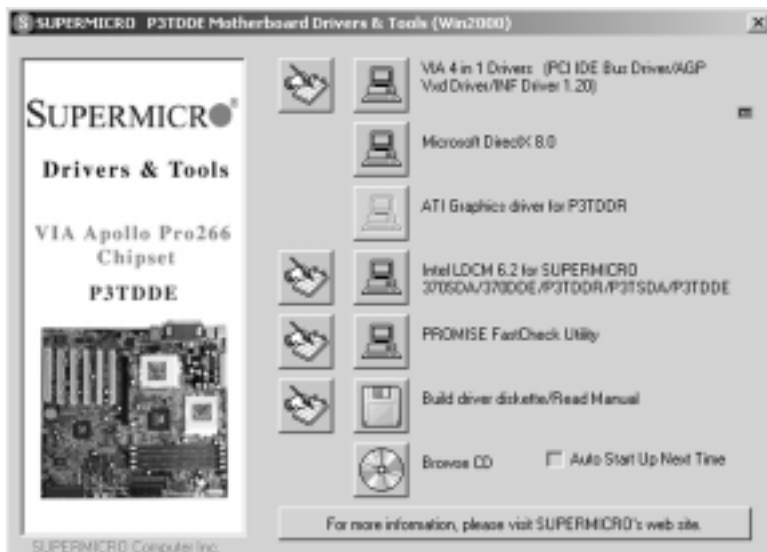 SUPERMICRO P3TDDE Motherboard Drivers & Tools (Win2000)
SUPERMICRO®
Drivers & Tools
VIA Apollo Pro266
Chipset
P3TDDE
SUPERMICRO Computer Inc.
VIA 4 in 1 Drivers (PCI IDE Bus Driver/AGP
Vxd Driver/INF Driver 1.20)
Microsoft DirectX 8.0
ATI Graphics driver for P3TDDR
Intel LDCM 6.2 for SUPERMICRO
370SDA/370DDE/P3TDDR/P3TSDA/P3TDDE
PROMISE FastCheck Utility
Build driver diskette/Read Manual
Browse CD
Auto Start Up Next Time
For more information, please visit SUPERMICRO's web site.